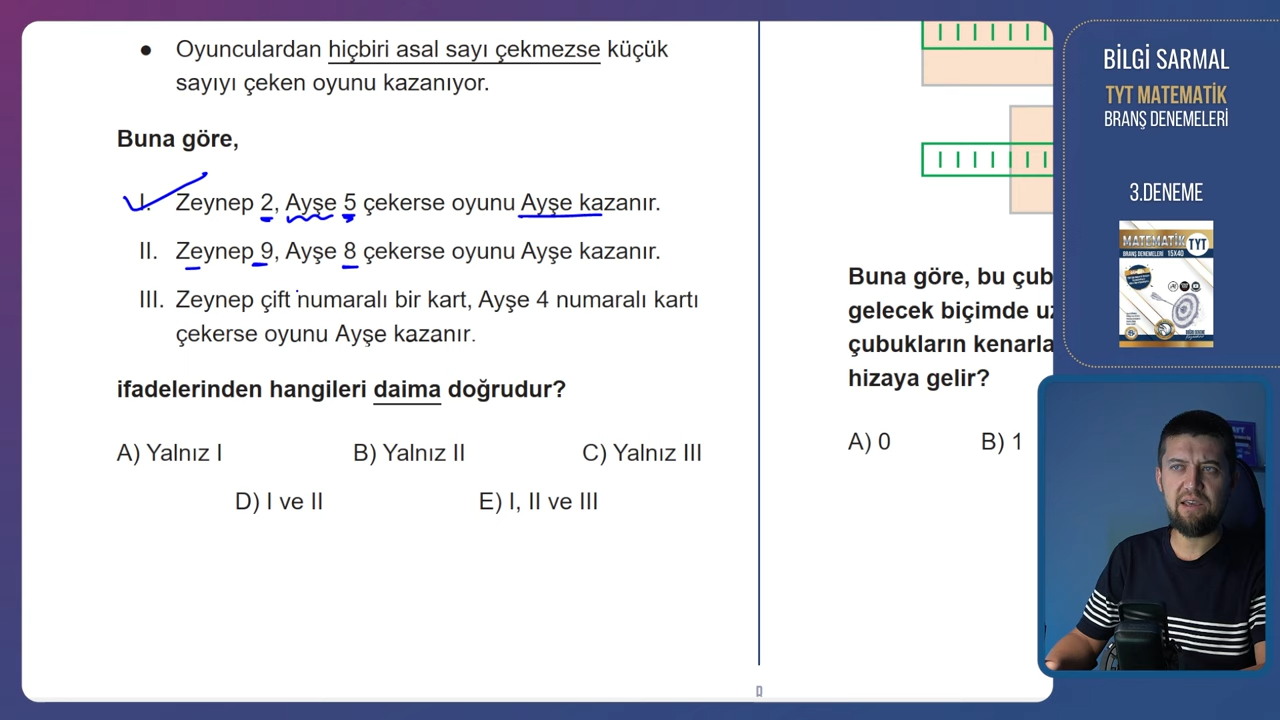 ● Oyunculardan hiçbiri asal sayı çekmezse küçük
sayıyı çeken oyunu kazanıyor.
Buna göre,
I. Zeynep 2, Ayşe 5 çekerse oyunu Ayşe kazanır.
II. Zeynep 9, Ayşe 8 çekerse oyunu Ayşe kazanır.
III. Zeynep çift numaralı bir kart, Ayşe 4 numaralı kartı
çekerse oyunu Ayşe kazanır.
ifadelerinden hangileri daima doğrudur?
A) Yalnız I B) Yalnız II C) Yalnız III
D) I ve II E) I, II ve III
Buna göre, bu çub
gelecek biçimde
çubukların kenarla
hizaya gelir?
A) 0 B) 1
BİLGİ SARMAL
TYT MATEMATİK
BRANŞ DENEMELERİ
3.DENEME
MATEMATİK TYT
BRANŞ DENEMELERİ 15X40